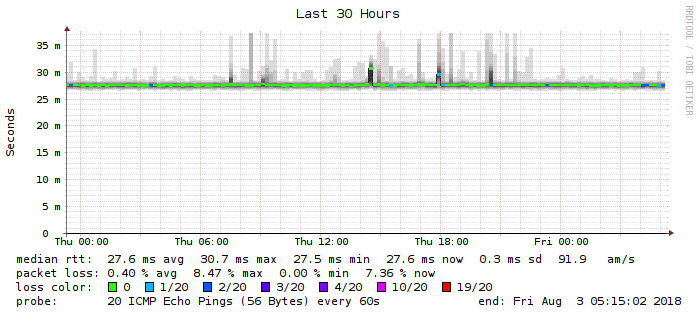 Last 30 Hours
RRDTOOL / TOBI OETIKER
Seconds
35 m
30 m
25 m
20 m
15 m
10 m
5 m
0
Thu 00:00 Thu 06:00 Thu 12:00 Thu 18:00 Fri 00:00
median rtt: 27.6 ms avg 30.7 ms max 27.5 ms min 27.6 ms now 0.3 ms sd 91.9 am/s
packet loss: 0.40 % avg 8.47 % max 0.00 % min 7.36 % now
loss color: 0 1/20 2/20 3/20 4/20 10/20 19/20
probe: 20 ICMP Echo Pings (56 Bytes) every 60s end: Fri Aug 3 05:15:02 2018